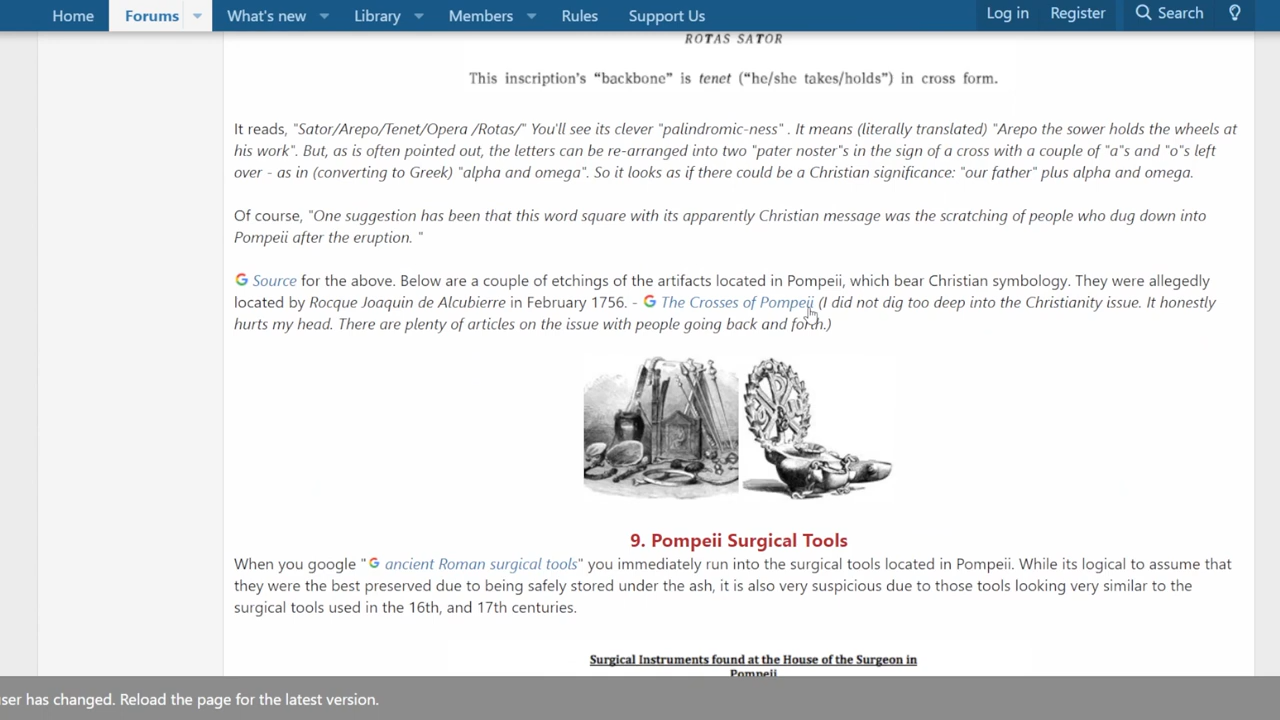 Home Forums What's new Library Members Rules Support Us Log in Register Search
ROTAS SATOR
This inscription's “backbone” is tenet (“he/she takes/holds”) in cross form.
It reads, "Sator/Arepo/Tenet/Opera /Rotas/" You'll see its clever "palindromic-ness" . It means (literally translated) "Arepo the sower holds the wheels at
his work". But, as is often pointed out, the letters can be re-arranged into two "pater noster"s in the sign of a cross with a couple of "a"s and "o"s left
over - as in (converting to Greek) "alpha and omega". So it looks as if there could be a Christian significance: "our father" plus alpha and omega.
Of course, "One suggestion has been that this word square with its apparently Christian message was the scratching of people who dug down into
Pompeii after the eruption. "
Source for the above. Below are a couple of etchings of the artifacts located in Pompeii, which bear Christian symbology. They were allegedly
located by Rocque Joaquin de Alcubierre in February 1756. - The Crosses of Pompeii (I did not dig too deep into the Christianity issue. It honestly
hurts my head. There are plenty of articles on the issue with people going back and forth.)
9. Pompeii Surgical Tools
When you google " ancient Roman surgical tools" you immediately run into the surgical tools located in Pompeii. While its logical to assume that
they were the best preserved due to being safely stored under the ash, it is also very suspicious due to those tools looking very similar to the
surgical tools used in the 16th, and 17th centuries.
Surgical Instruments found at the House of the Surgeon in
Pompeii
ser has changed. Reload the page for the latest version.